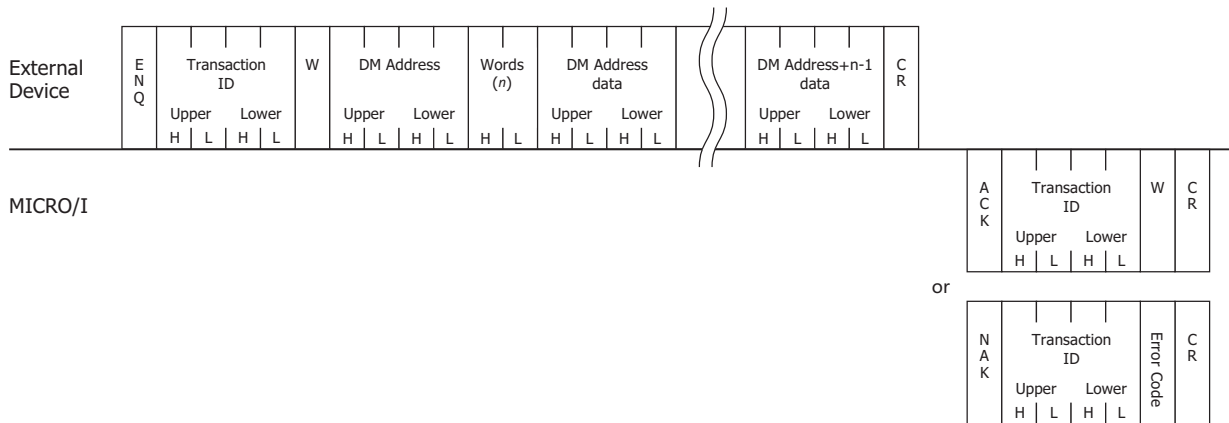 External
Device
E
N
Q
Transaction
ID
Upper Lower
H L H L
W
DM Address
Upper Lower
H L H L
Words
(n)
H L
DM Address
data
Upper Lower
H L H L
DM Address+n-1
data
Upper Lower
H L H L
C
R
MICRO/I
A
C
K
Transaction
ID
Upper Lower
H L H L
W
C
R
or
N
A
K
Transaction
ID
Upper Lower
H L H L
Error Code
C
R